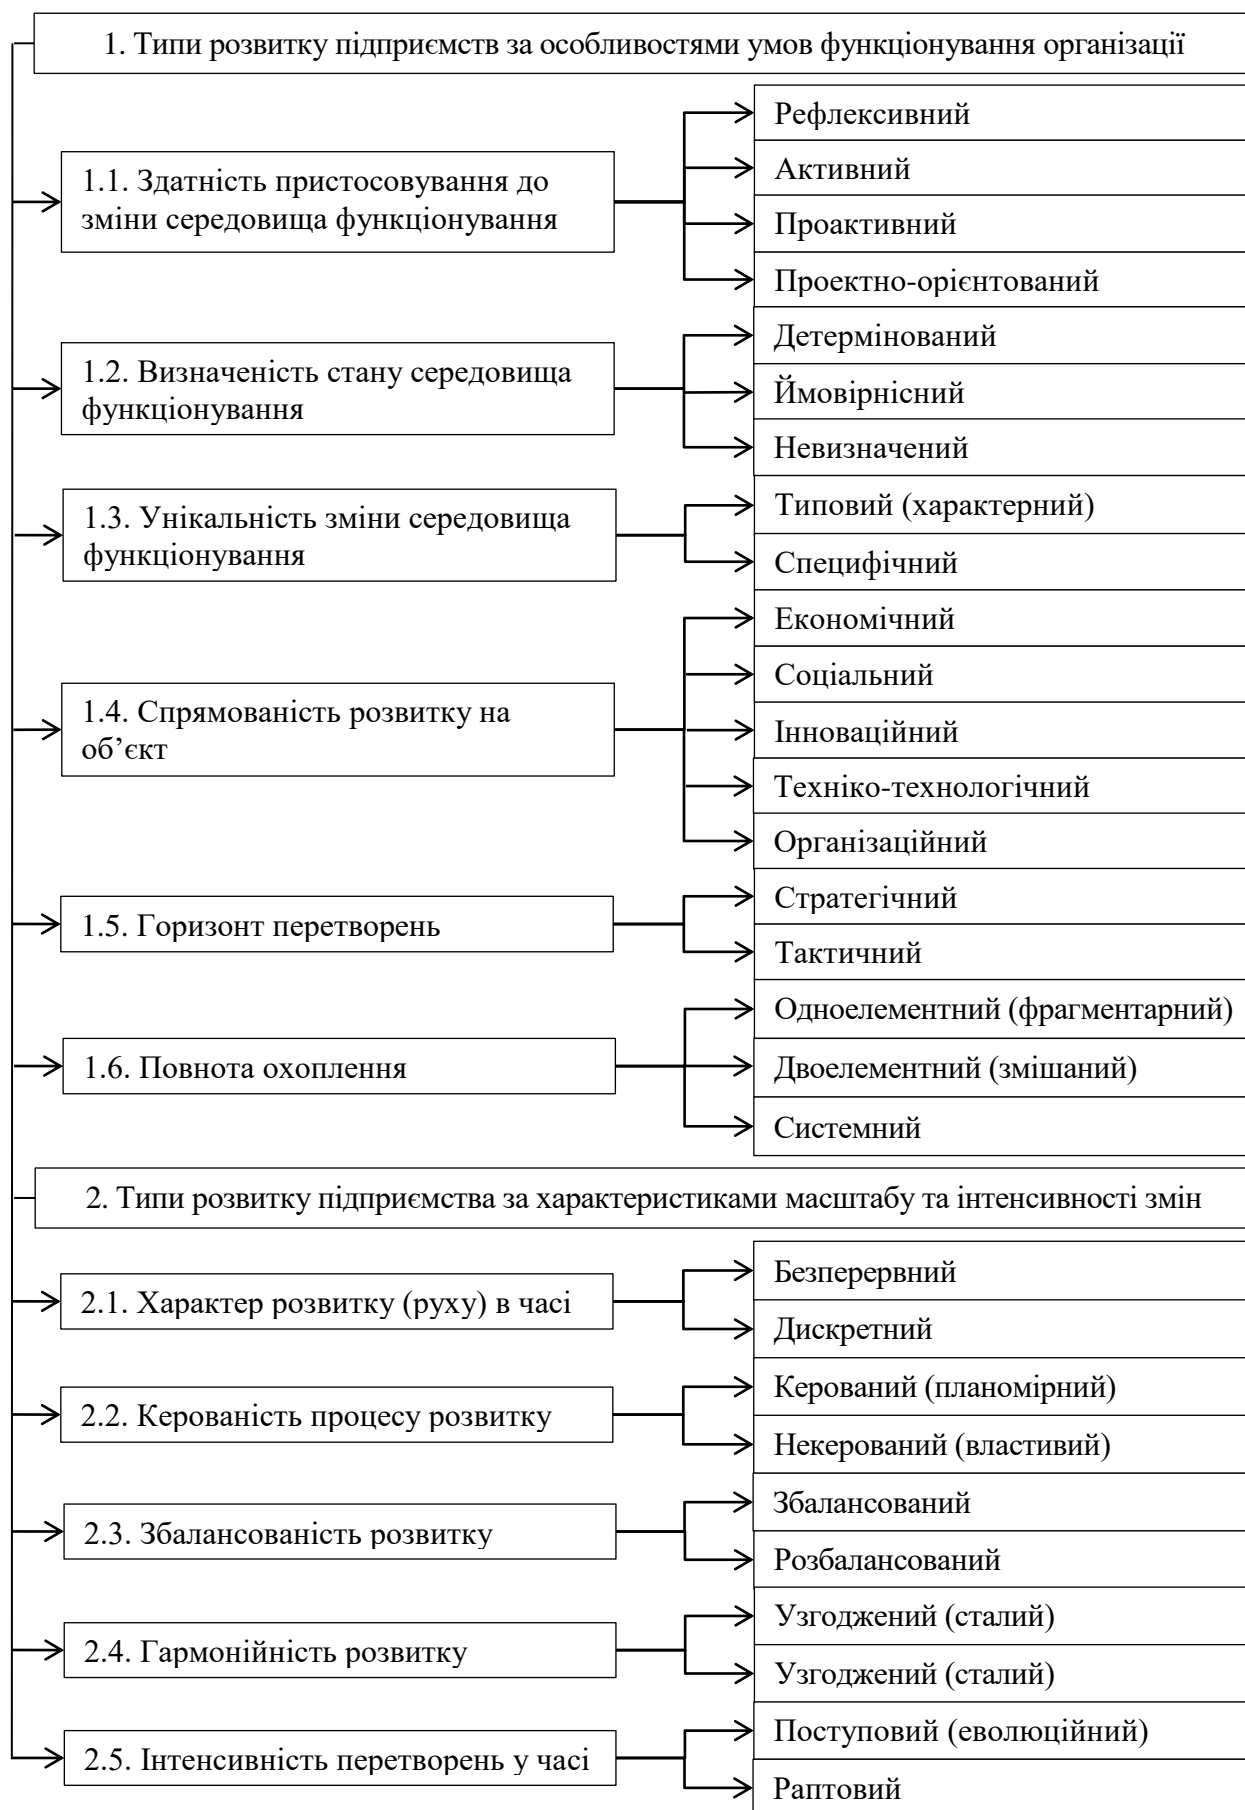 1. Типи розвитку підприємств за особливостями умов функціонування організації
1.1. Здатність пристосовування до
зміни середовища функціонування
Рефлексивний
Активний
Проактивний
Проектно-орієнтований
1.2. Визначеність стану середовища
функціонування
Детермінований
Ймовірнісний
Невизначений
1.3. Унікальність зміни середовища
функціонування
Типовий (характерний)
Специфічний
1.4. Спрямованість розвитку на
об’єкт
Економічний
Соціальний
Інноваційний
Техніко-технологічний
Організаційний
1.5. Горизонт перетворень
Стратегічний
Тактичний
1.6. Повнота охоплення
Одноелементний (фрагментарний)
Двоелементний (змішаний)
Системний
2. Типи розвитку підприємства за характеристиками масштабу та інтенсивності змін
2.1. Характер розвитку (руху) в часі
Безперервний
Дискретний
2.2. Керованість процесу розвитку
Керований (планомірний)
Некерований (властивий)
2.3. Збалансованість розвитку
Збалансований
Розбалансований
2.4. Гармонійність розвитку
Узгоджений (сталий)
Узгоджений (сталий)
2.5. Інтенсивність перетворень у часі
Поступовий (еволюційний)
Раптовий